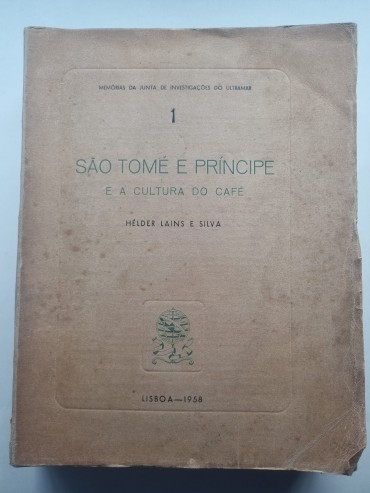 MEMÓRIAS DA JUNTA DE INVESTIGAÇÕES DO ULTRAMAR
1
SÃO TOMÉ E PRÍNCIPE
E A CULTURA DO CAFÉ
HÉLDER LAINS E SILVA
LISBOA—1958